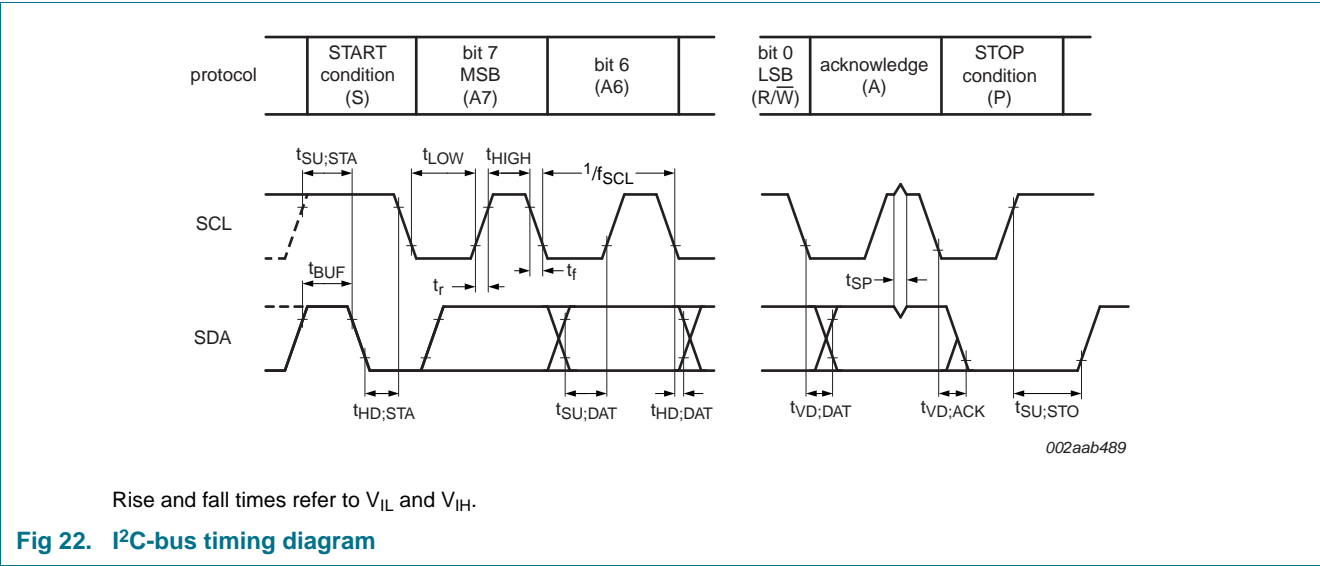 protocol
START
condition
(S)
bit 7
MSB
(A7)
bit 6
(A6)
bit 0
LSB
(R/W̅)
acknowledge
(A)
STOP
condition
(P)
tSU;STA
tLOW
tHIGH
1/fSCL
SCL
tBUF
tr
tf
tSP
SDA
tHD;STA
tSU;DAT
tHD;DAT
tVD;DAT
tVD;ACK
tSU;STO
002aab489
Rise and fall times refer to VIL and VIH.
Fig 22. I²C-bus timing diagram